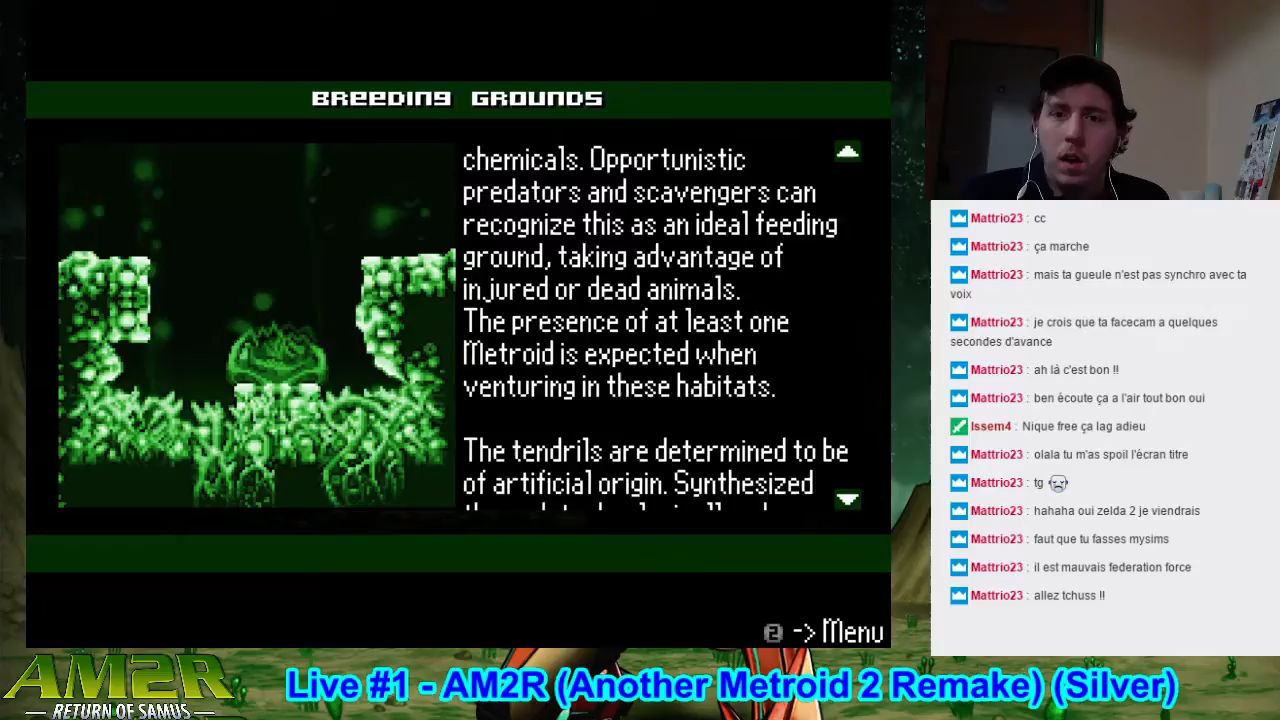 BREEDING GROUNDS
chemicals. Opportunistic
predators and scavengers can
recognize this as an ideal feeding
ground, taking advantage of
injured or dead animals.
The presence of at least one
Metroid is expected when
venturing in these habitats.
The tendrils are determined to be
of artificial origin. Synthesized
2 -> Menu
Mattrio23 : cc
Mattrio23 : ça marche
Mattrio23 : mais ta gueule n'est pas synchro avec ta
voix
Mattrio23 : je crois que ta facecam a quelques
secondes d'avance
Mattrio23 : ah là c'est bon !!
Mattrio23 : ben écoute ça a l'air tout bon oui
Issem4 : Nique free ça lag adieu
Mattrio23 : olala tu m'as spoil l'écran titre
Mattrio23 : tg
Mattrio23 : hahaha oui zelda 2 je viendrais
Mattrio23 : faut que tu fasses mysims
Mattrio23 : il est mauvais federation force
Mattrio23 : allez tchuss !!
AM2R
— RETURN OF SAMUS —
Live #1 - AM2R (Another Metroid 2 Remake) (Silver)